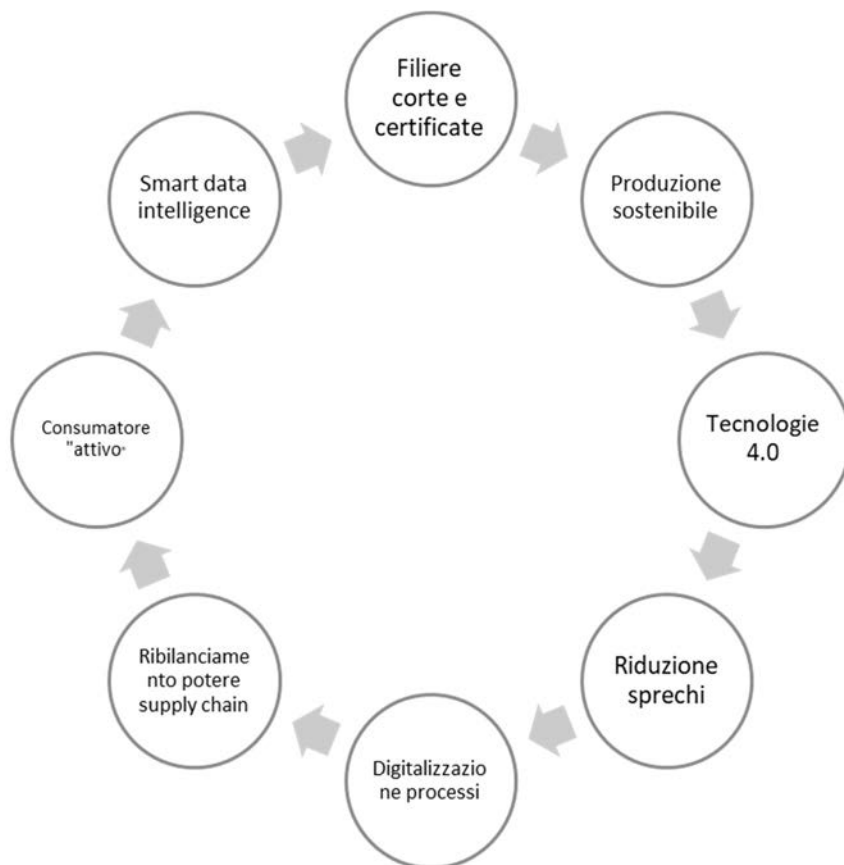 Filiere
corte e
certificate
Produzione
sostenibile
Tecnologie
4.0
Riduzione
sprechi
Digitalizzazio
ne processi
Ribilanciame
nto potere
supply chain
Consumatore
"attivo"
Smart data
intelligence